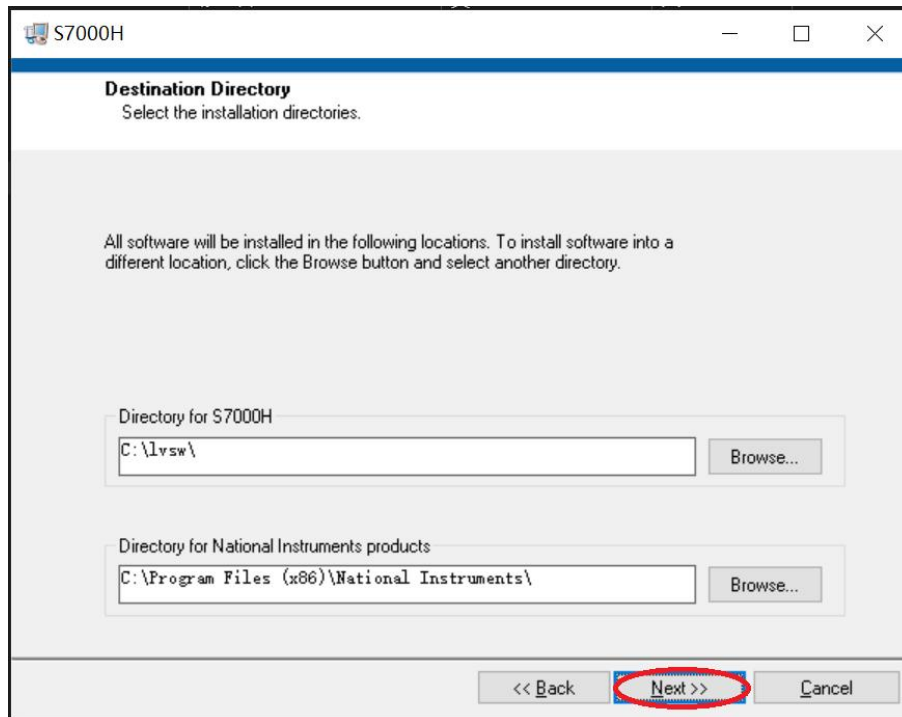 S7000H
Destination Directory
Select the installation directories.
All software will be installed in the following locations. To install software into a
different location, click the Browse button and select another directory.
Directory for S7000H
C:\lvsw\
Browse...
Directory for National Instruments products
C:\Program Files (x86)\National Instruments\
Browse...
<< Back
Next >>
Cancel